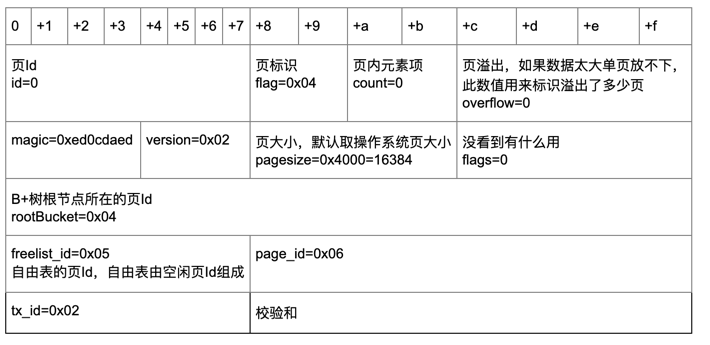 0 +1 +2 +3 +4 +5 +6 +7 +8 +9 +a +b +c +d +e +f
页Id
id=0
页标识
flag=0x04
页内元素项
count=0
页溢出，如果数据太大单页放不下，
此数值用来标识溢出了多少页
overflow=0
magic=0xed0cdaed
version=0x02
页大小，默认取操作系统页大小
pagesize=0x4000=16384
没看到有什么用
flags=0
B+树根节点所在的页Id
rootBucket=0x04
freelist_id=0x05
自由表的页Id，自由表由空闲页Id组成
page_id=0x06
tx_id=0x02
校验和